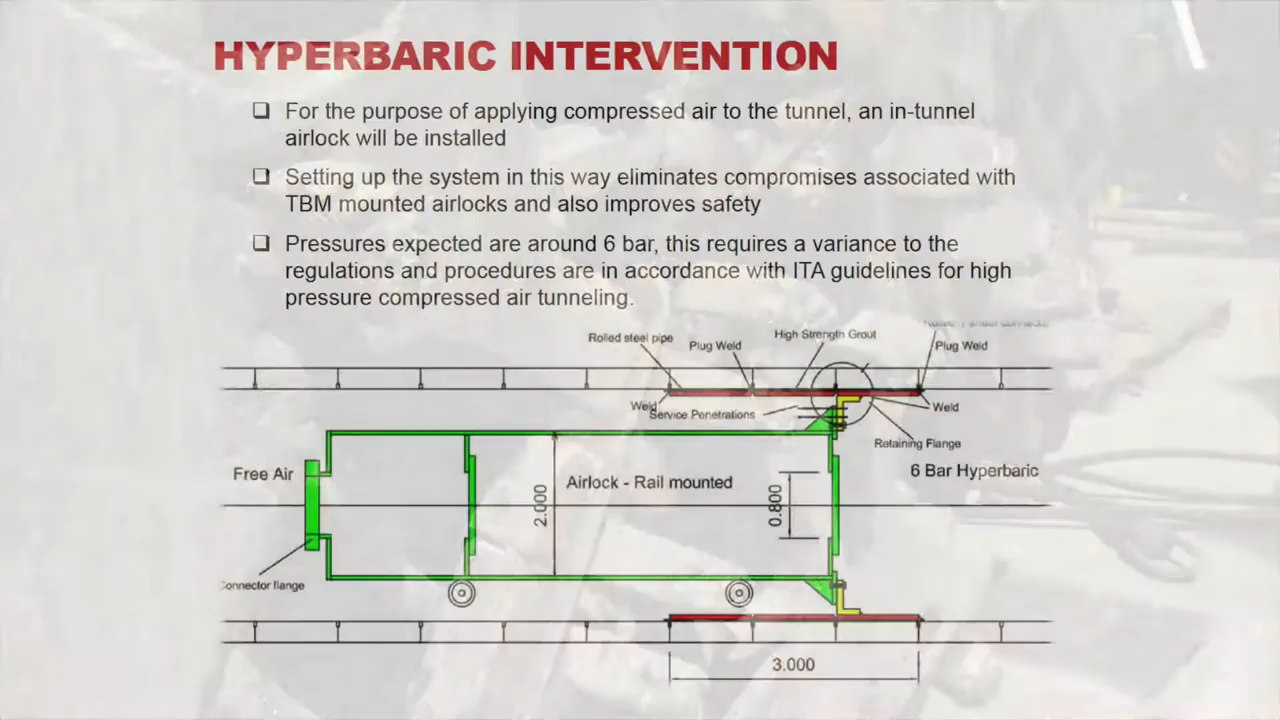 HYPERBARIC INTERVENTION
❑ For the purpose of applying compressed air to the tunnel, an in-tunnel
airlock will be installed
❑ Setting up the system in this way eliminates compromises associated with
TBM mounted airlocks and also improves safety
❑ Pressures expected are around 6 bar, this requires a variance to the
regulations and procedures are in accordance with ITA guidelines for high
pressure compressed air tunneling.
Rolled steel pipe
Plug Weld
High Strength Grout
Plug Weld
Weld
Service Penetrations
Weld
Retaining Flange
Free Air
Airlock - Rail mounted
6 Bar Hyperbaric
2.000
0.800
Connector flange
3.000